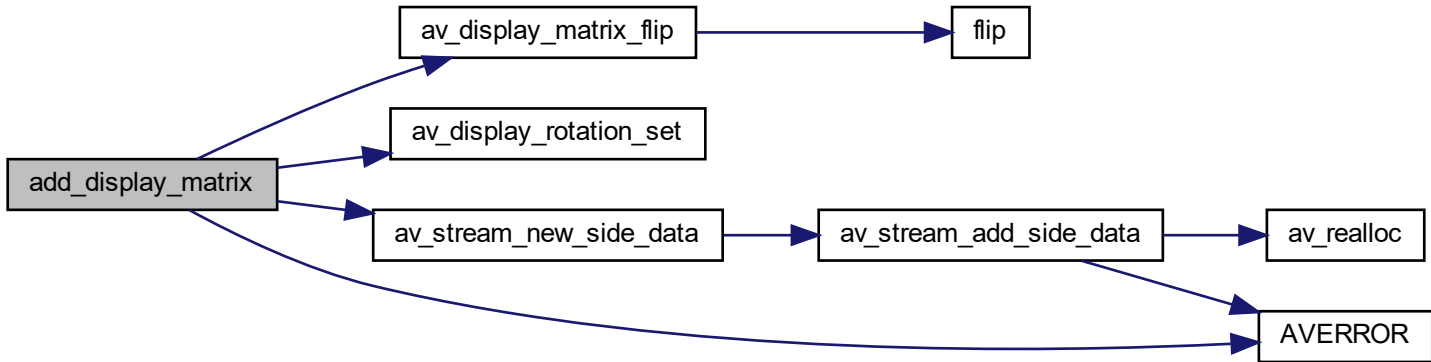 av_display_matrix_flip
flip
av_display_rotation_set
add_display_matrix
av_stream_new_side_data
av_stream_add_side_data
av_realloc
AVERROR